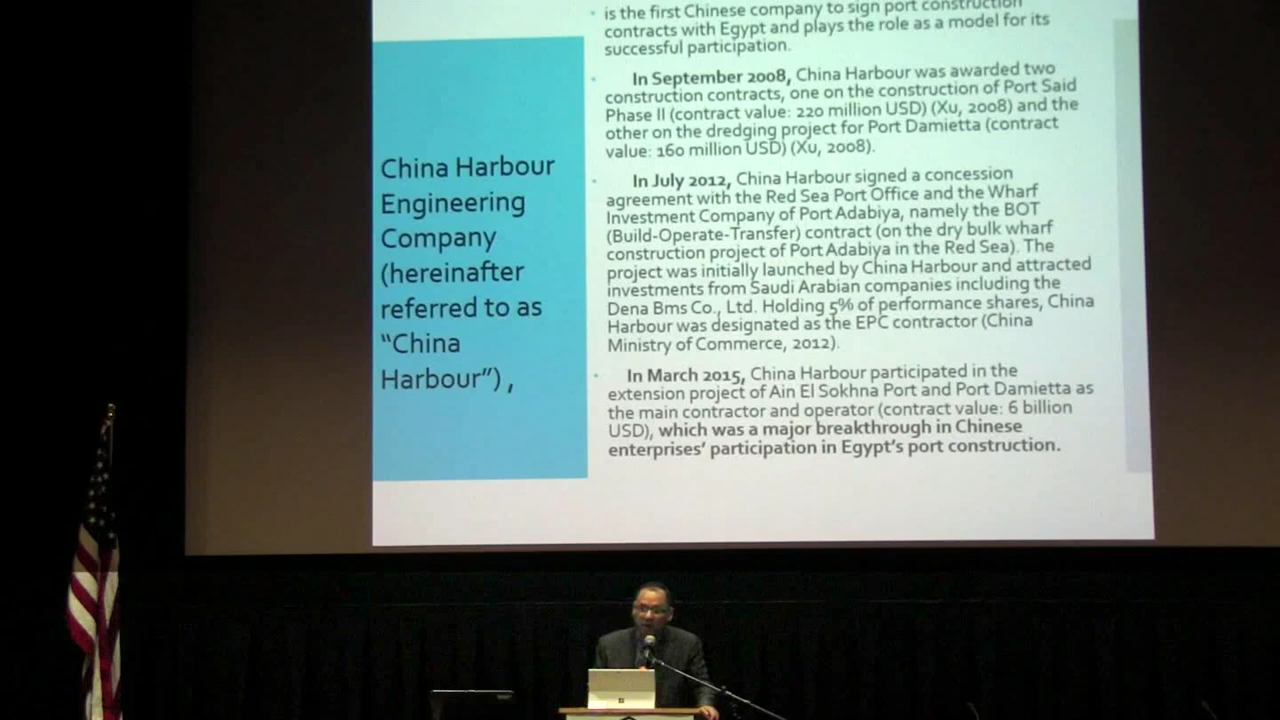 China Harbour
Engineering
Company
(hereinafter
referred to as
“China
Harbour”) ,
is the first Chinese company to sign port construction
contracts with Egypt and plays the role as a model for its
successful participation.
In September 2008, China Harbour was awarded two
construction contracts, one on the construction of Port Said
Phase II (contract value: 220 million USD) (Xu, 2008) and the
other on the dredging project for Port Damietta (contract
value: 160 million USD) (Xu, 2008).
In July 2012, China Harbour signed a concession
agreement with the Red Sea Port Office and the Wharf
Investment Company of Port Adabiya, namely the BOT
(Build-Operate-Transfer) contract (on the dry bulk wharf
construction project of Port Adabiya in the Red Sea). The
project was initially launched by China Harbour and attracted
investments from Saudi Arabian companies including the
Dena Bms Co., Ltd. Holding 5% of performance shares, China
Harbour was designated as the EPC contractor (China
Ministry of Commerce, 2012).
In March 2015, China Harbour participated in the
extension project of Ain El Sokhna Port and Port Damietta as
the main contractor and operator (contract value: 6 billion
USD), which was a major breakthrough in Chinese
enterprises’ participation in Egypt’s port construction.